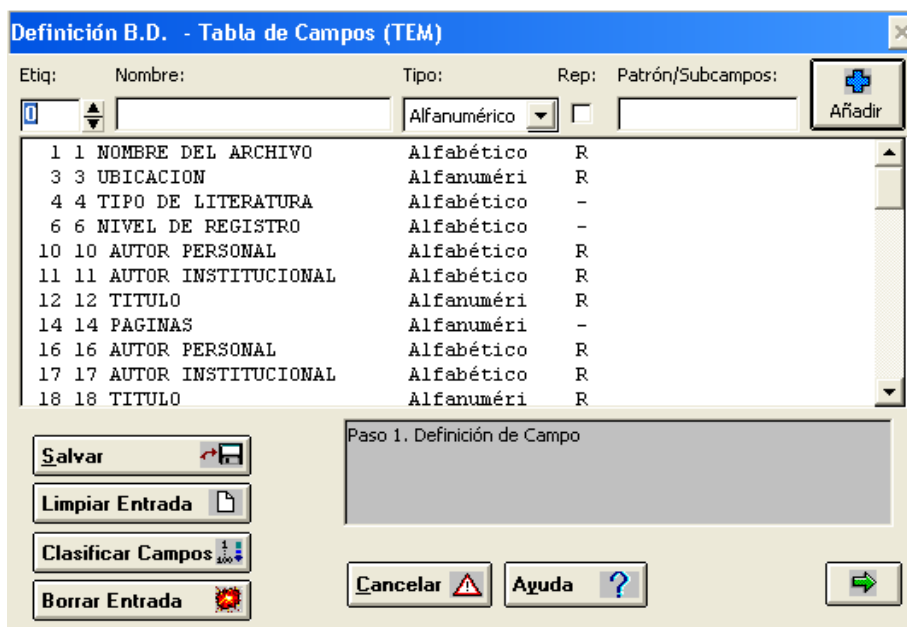 Definición B.D. - Tabla de Campos (TEM)
Etiq: Nombre: Tipo: Rep: Patrón/Subcampos:
0 Alfanumérico Añadir
1 1 NOMBRE DEL ARCHIVO Alfabético R
3 3 UBICACION Alfanuméri R
4 4 TIPO DE LITERATURA Alfabético -
6 6 NIVEL DE REGISTRO Alfabético -
10 10 AUTOR PERSONAL Alfabético R
11 11 AUTOR INSTITUCIONAL Alfabético R
12 12 TITULO Alfanuméri R
14 14 PAGINAS Alfanuméri -
16 16 AUTOR PERSONAL Alfabético R
17 17 AUTOR INSTITUCIONAL Alfabético R
18 18 TITULO Alfanuméri R
Salvar
Limpiar Entrada
Clasificar Campos
Borrar Entrada
Paso 1. Definición de Campo
Cancelar Ayuda ?